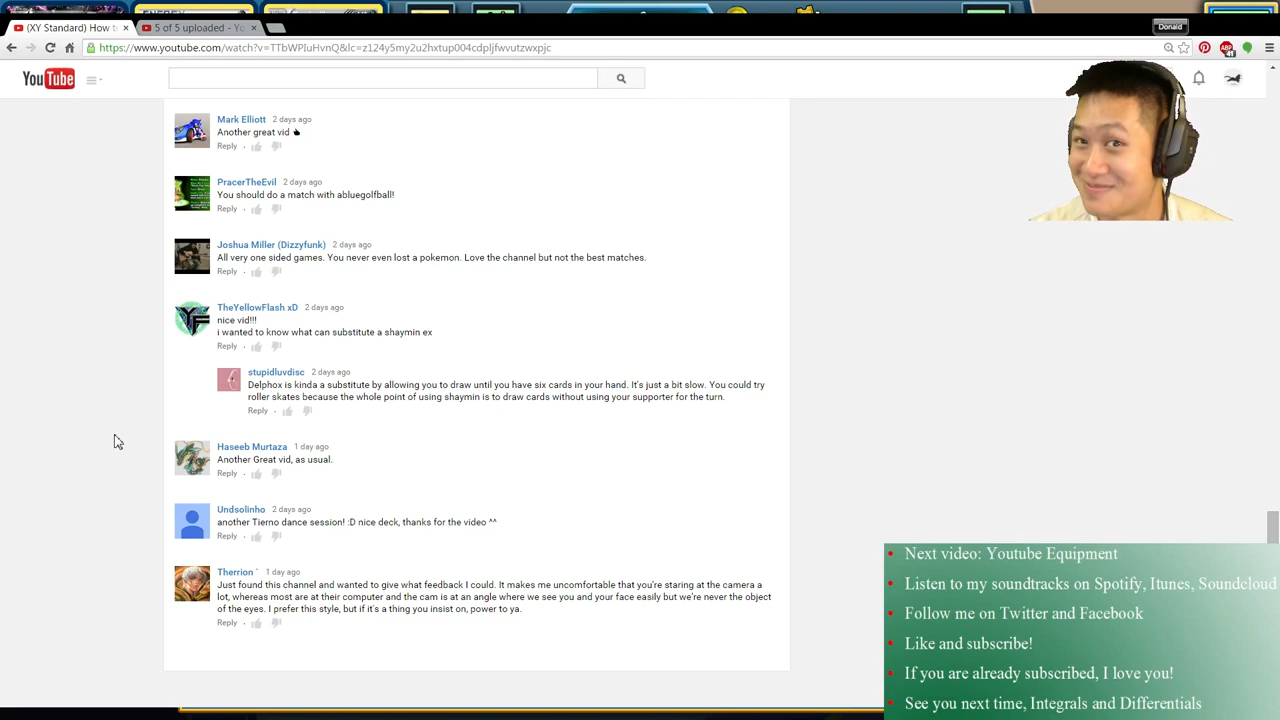 ENERGY
(XY Standard) How t
5 of 5 uploaded - Yo
Donald
https://www.youtube.com/watch?v=TTbWPIuHvnQ&lc=z124y5my2u2hxtup004cdpljfwvutzwxpjc
ABP
41
YouTube
Mark Elliott 2 days ago
Another great vid
Reply ·
PracerTheEvil 2 days ago
You should do a match with abluegolfball!
Reply ·
Joshua Miller (Dizzyfunk) 2 days ago
All very one sided games. You never even lost a pokemon. Love the channel but not the best matches.
Reply ·
TheYellowFlash xD 2 days ago
nice vid!!!
i wanted to know what can substitute a shaymin ex
Reply ·
stupidluvdisc 2 days ago
Delphox is kinda a substitute by allowing you to draw until you have six cards in your hand. It's just a bit slow. You could try
roller skates because the whole point of using shaymin is to draw cards without using your supporter for the turn.
Reply ·
Haseeb Murtaza 1 day ago
Another Great vid, as usual.
Reply ·
Undsolinho 2 days ago
another Tierno dance session! :D nice deck, thanks for the video ^^
Reply ·
Therrion ` 1 day ago
Just found this channel and wanted to give what feedback I could. It makes me uncomfortable that you're staring at the camera a
lot, whereas most are at their computer and the cam is at an angle where we see you and your face easily but we're never the object
of the eyes. I prefer this style, but if it's a thing you insist on, power to ya.
Reply ·
• Next video: Youtube Equipment
• Listen to my soundtracks on Spotify, Itunes, Soundcloud
• Follow me on Twitter and Facebook
• Like and subscribe!
• If you are already subscribed, I love you!
• See you next time, Integrals and Differentials